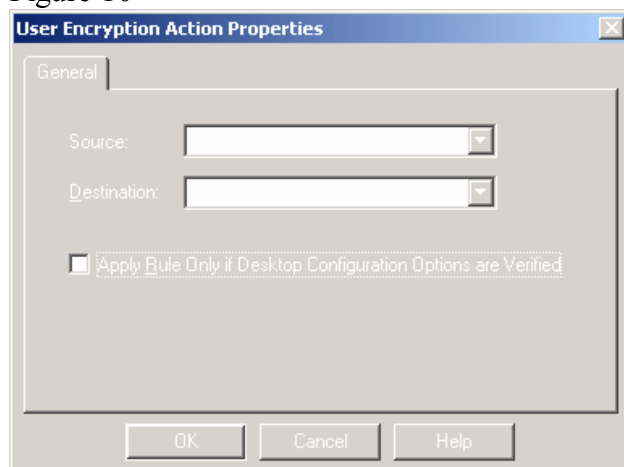 Figure 10
User Encryption Action Properties
General
Source:
Destination:
Apply Rule Only if Desktop Configuration Options are Verified
OK Cancel Help